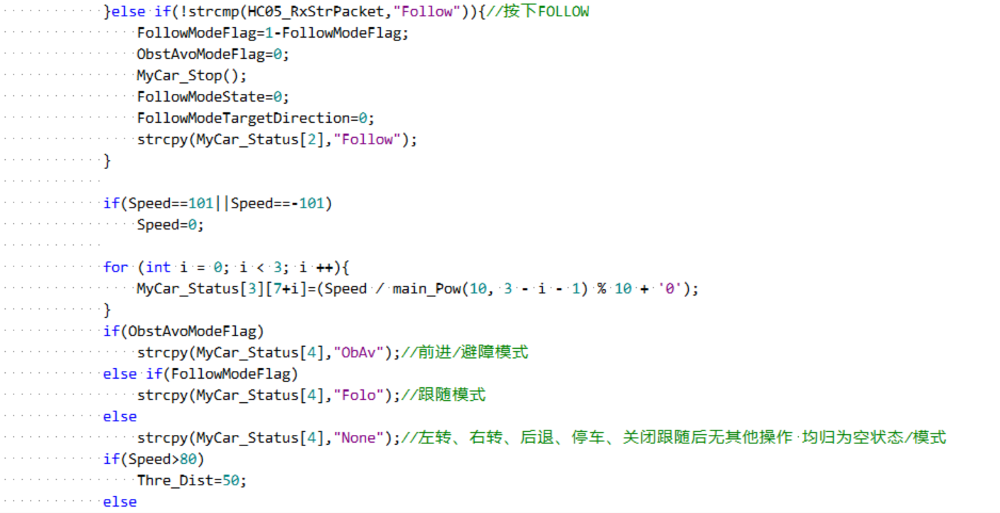 }else if(!strcmp(HC05_RxStrPacket,"Follow")){//按下FOLLOW
FollowModeFlag=1-FollowModeFlag;
ObstAvoModeFlag=0;
MyCar_Stop();
FollowModeState=0;
FollowModeTargetDirection=0;
strcpy(MyCar_Status[2],"Follow");
}
if(Speed==101||Speed==-101)
Speed=0;
for (int i = 0; i < 3; i ++){
MyCar_Status[3][7+i]=(Speed / main_Pow(10, 3 - i - 1) % 10 + '0');
}
if(ObstAvoModeFlag)
strcpy(MyCar_Status[4],"ObAv");//前进/避障模式
else if(FollowModeFlag)
strcpy(MyCar_Status[4],"Folo");//跟随模式
else
strcpy(MyCar_Status[4],"None");//左转、右转、后退、停车、关闭跟随后无其他操作 均归为空状态/模式
if(Speed>80)
Thre_Dist=50;
else